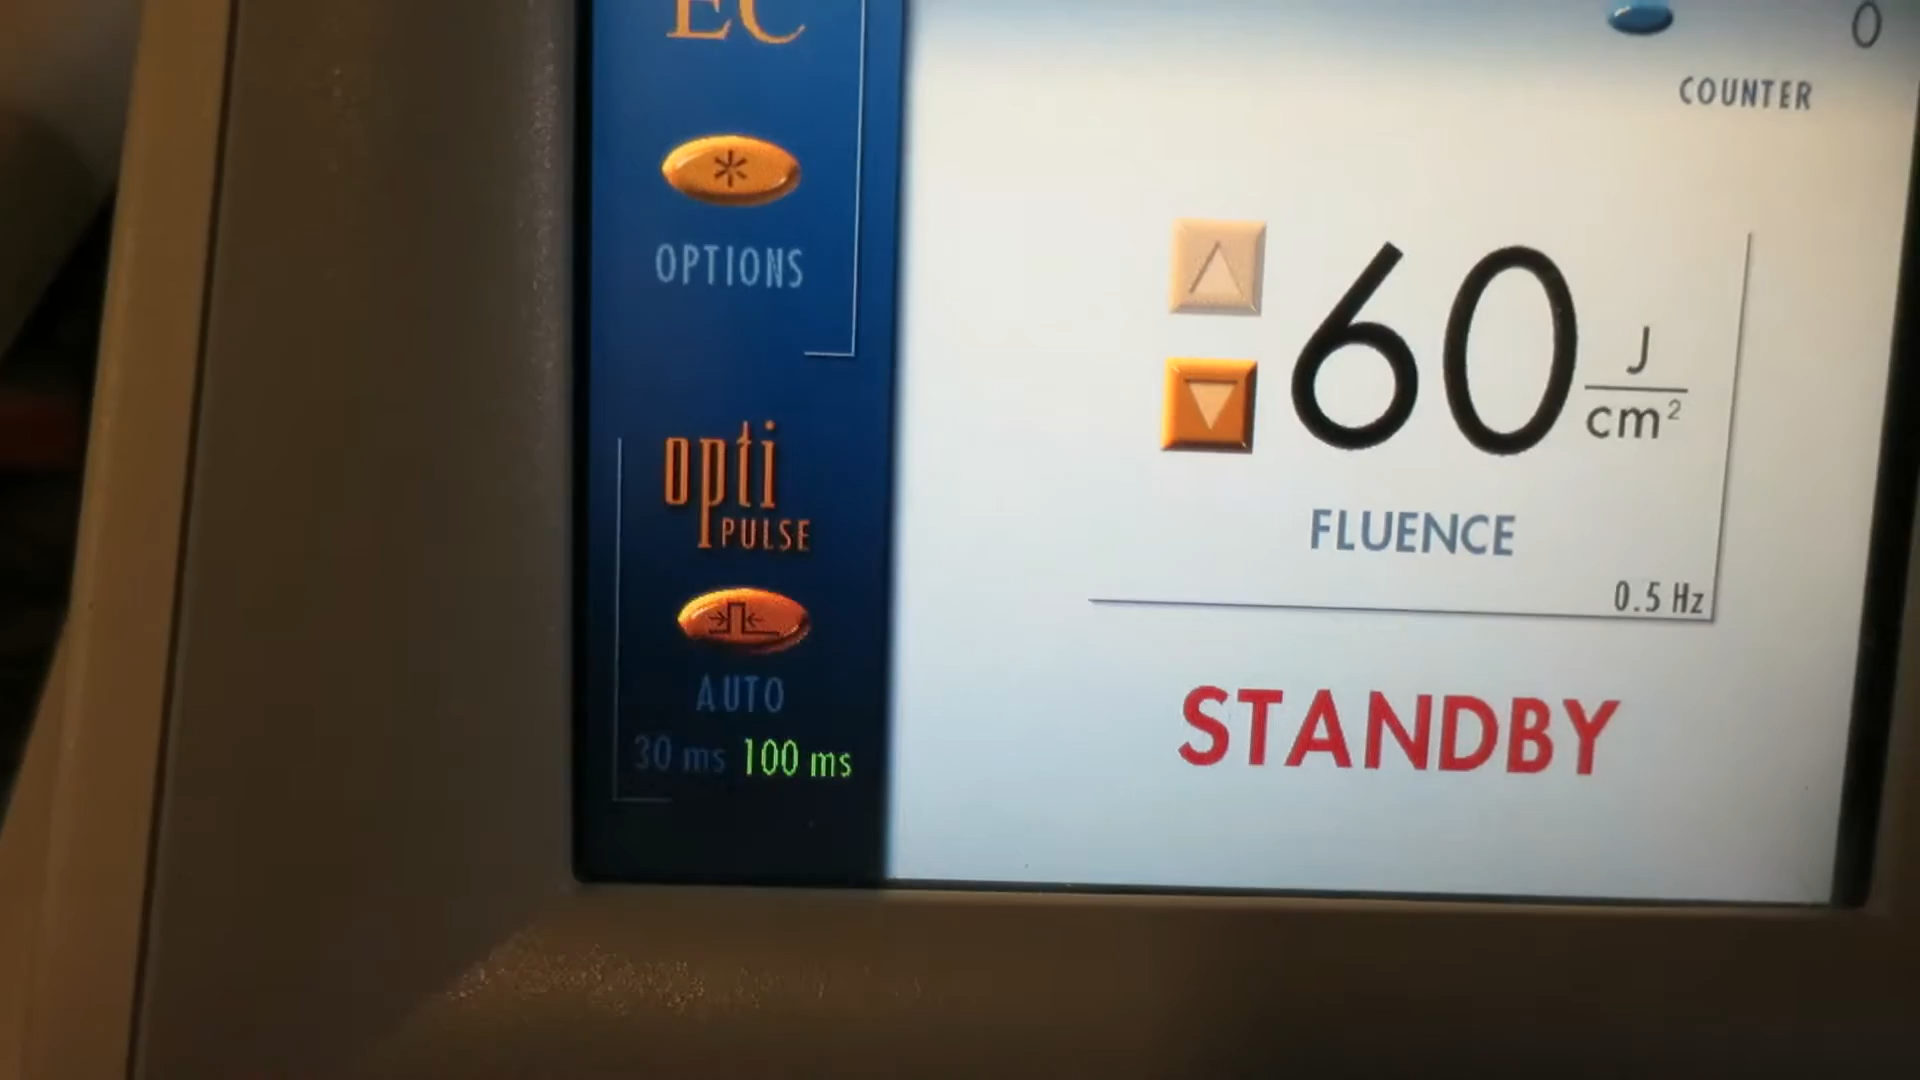 EC
OPTIONS
opti
PULSE
AUTO
30 ms 100 ms
0
COUNTER
60 J/cm²
FLUENCE
0.5 Hz
STANDBY